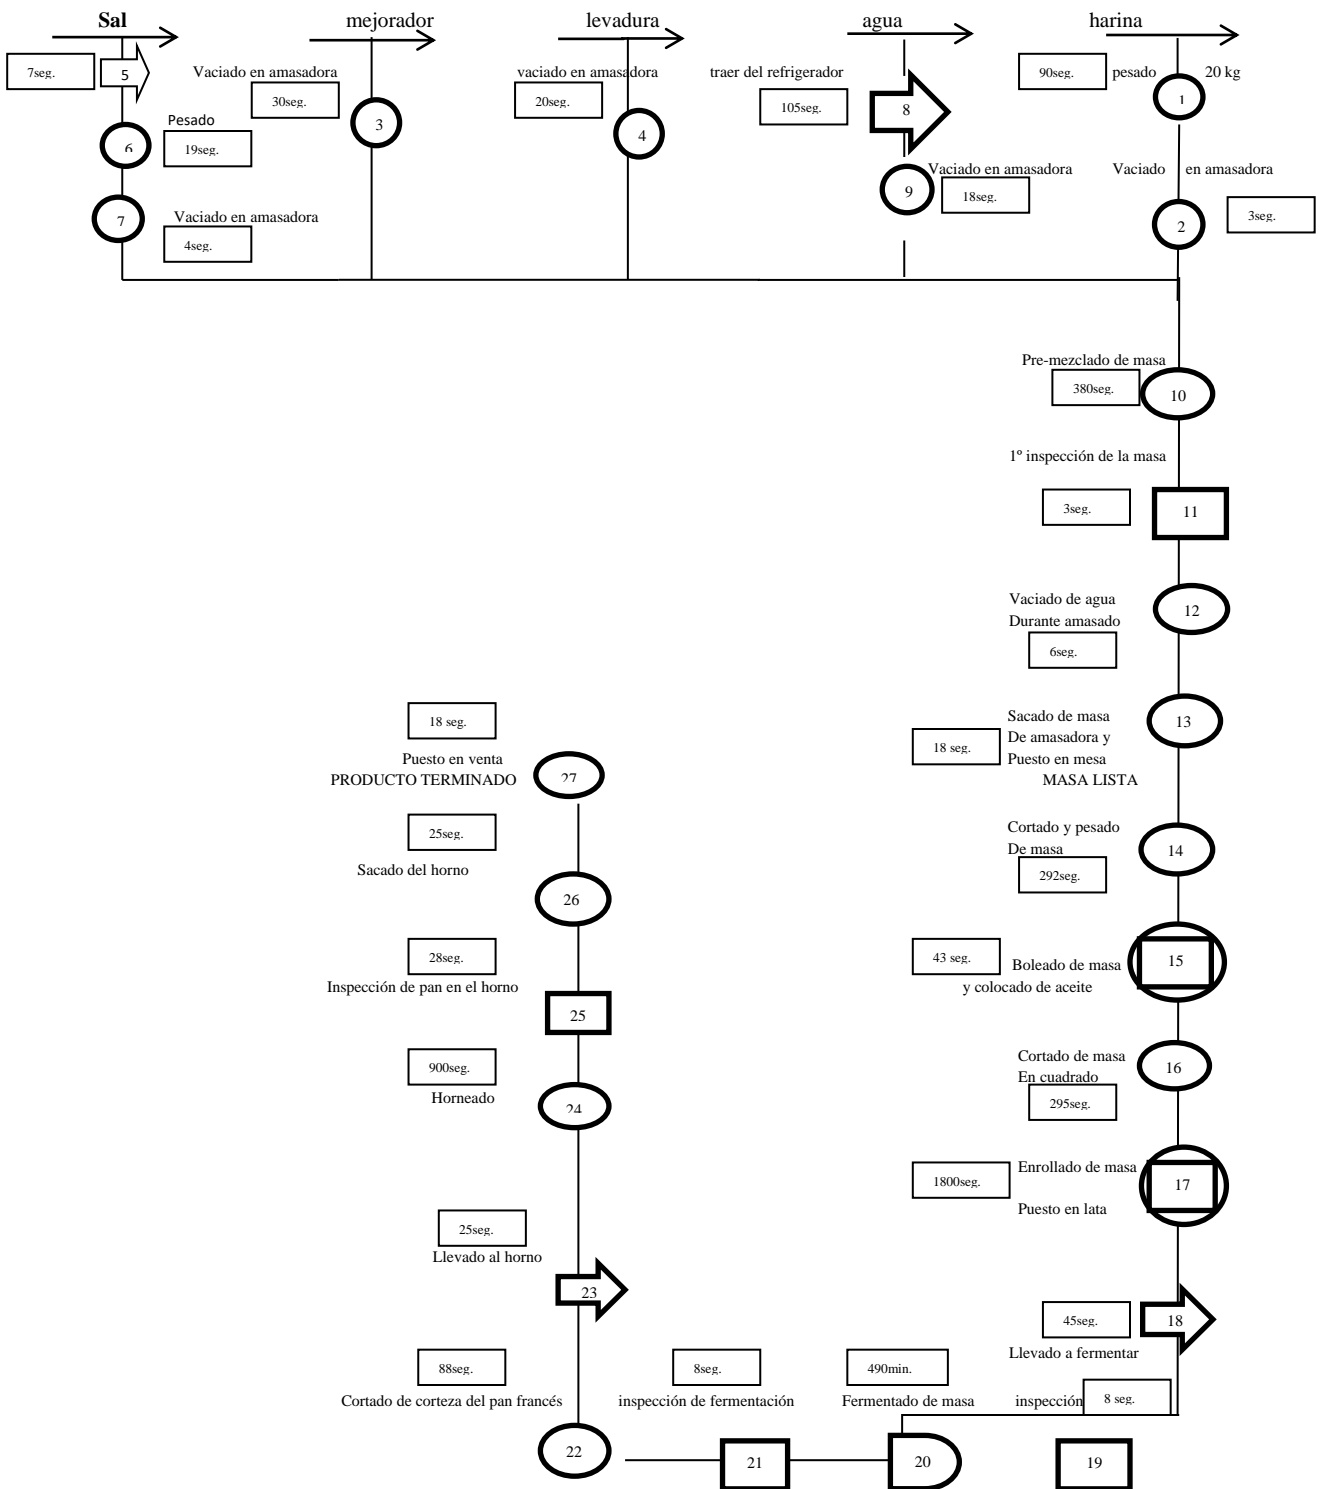 Sal
mejorador
levadura
agua
harina
7seg.
5
Vaciado en amasadora
30seg.
3
vaciado en amasadora
20seg.
4
traer del refrigerador
105seg.
8
90seg.
pesado
20 kg
1
Pesado
6
19seg.
Vaciado en amasadora
9
18seg.
Vaciado en amasadora
2
3seg.
7
Vaciado en amasadora
4seg.
Pre-mezclado de masa
380seg.
10
1º inspección de la masa
3seg.
11
Vaciado de agua
Durante amasado
12
6seg.
Sacado de masa
De amasadora y
Puesto en mesa
MASA LISTA
18 seg.
13
Cortado y pesado
De masa
292seg.
14
43 seg.
Boleado de masa
y colocado de aceite
15
Cortado de masa
En cuadrado
295seg.
16
1800seg.
Enrollado de masa
Puesto en lata
17
45seg.
18
Llevado a fermentar
inspección
8 seg.
19
490min.
Fermentado de masa
20
8seg.
inspección de fermentación
21
88seg.
Cortado de corteza del pan francés
22
25seg.
Llevado al horno
23
900seg.
Horneado
24
28seg.
Inspección de pan en el horno
25
25seg.
Sacado del horno
26
18 seg.
Puesto en venta
PRODUCTO TERMINADO
27